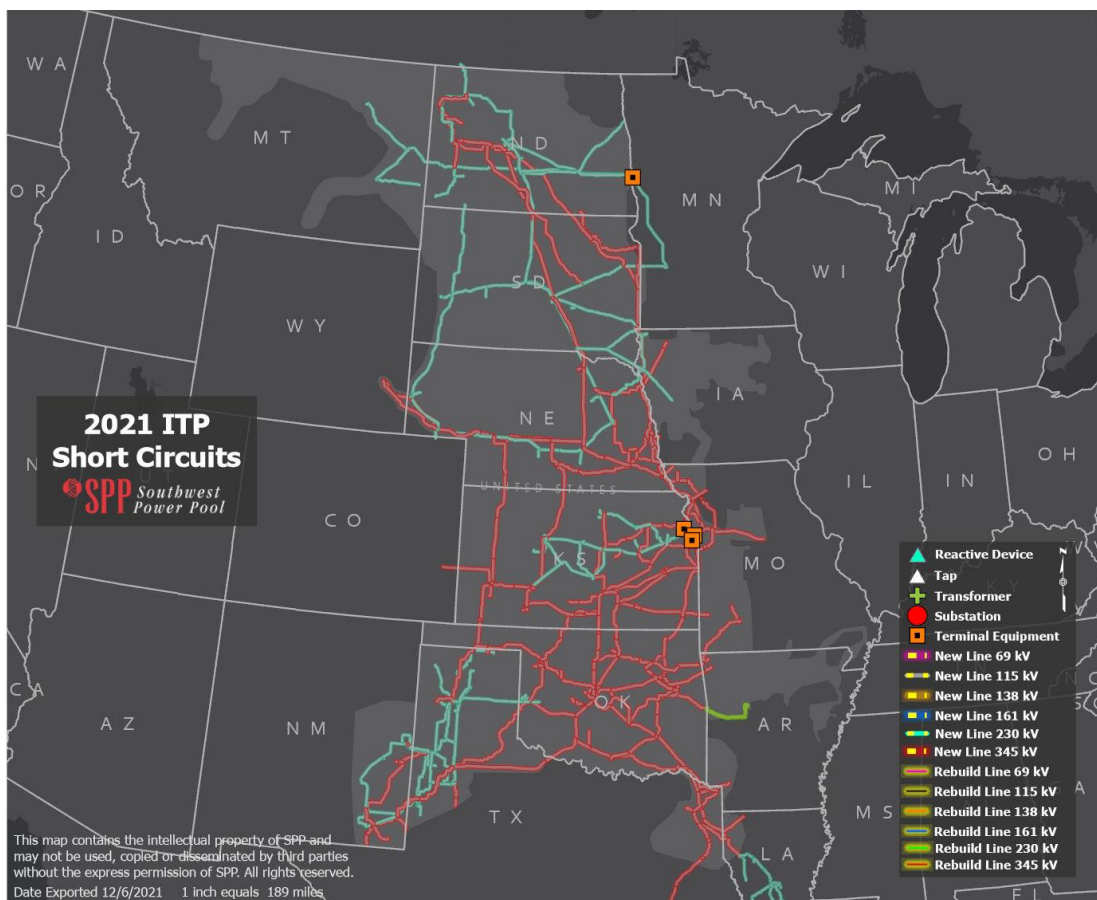 WA
MT
ND
MN
MI
OR
ID
SD
WI
WY
IA
NE
2021 ITP
Short Circuits
SPP Southwest
Power Pool
UT
UNITED STATES
IL
IN
OH
CO
KS
MO
Reactive Device
N
Tap
Transformer
Substation
Terminal Equipment
New Line 69 kV
New Line 115 kV
New Line 138 kV
New Line 161 kV
New Line 230 kV
New Line 345 kV
Rebuild Line 69 kV
Rebuild Line 115 kV
Rebuild Line 138 kV
Rebuild Line 161 kV
Rebuild Line 230 kV
Rebuild Line 345 kV
CA
AZ
NM
OK
AR
TX
MS
LA
This map contains the intellectual property of SPP and
may not be used, copied or disseminated by third parties
without the express permission of SPP. All rights reserved.
Date Exported 12/6/2021 1 inch equals 189 miles